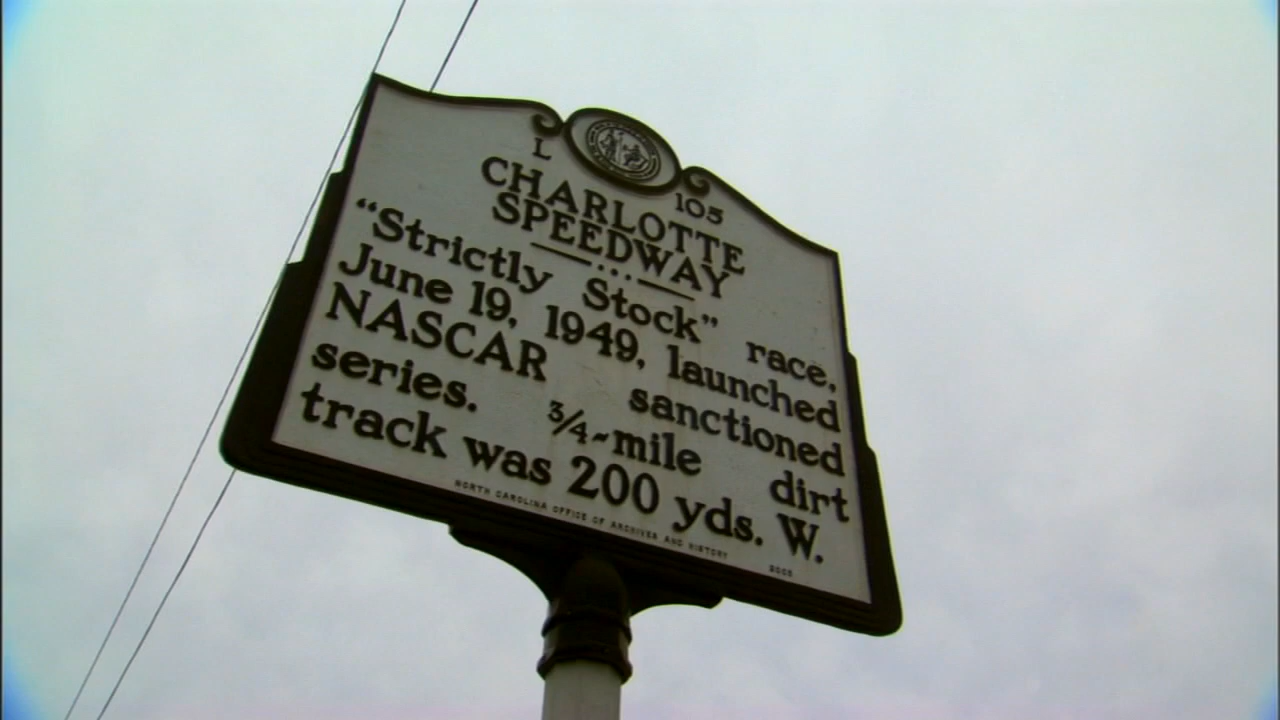 L 105
CHARLOTTE
SPEEDWAY
"Strictly Stock" race,
June 19, 1949, launched
NASCAR sanctioned
series. 3/4-mile dirt
track was 200 yds. W.
NORTH CAROLINA OFFICE OF ARCHIVES AND HISTORY